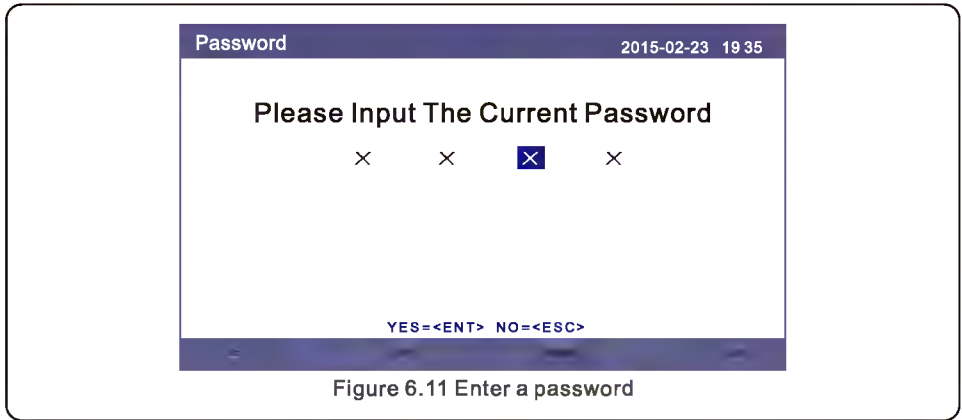 Password 2015-02-23 19 35
Please Input The Current Password
× × × ×
YES=<ENT> NO=<ESC>
Figure 6.11 Enter a password